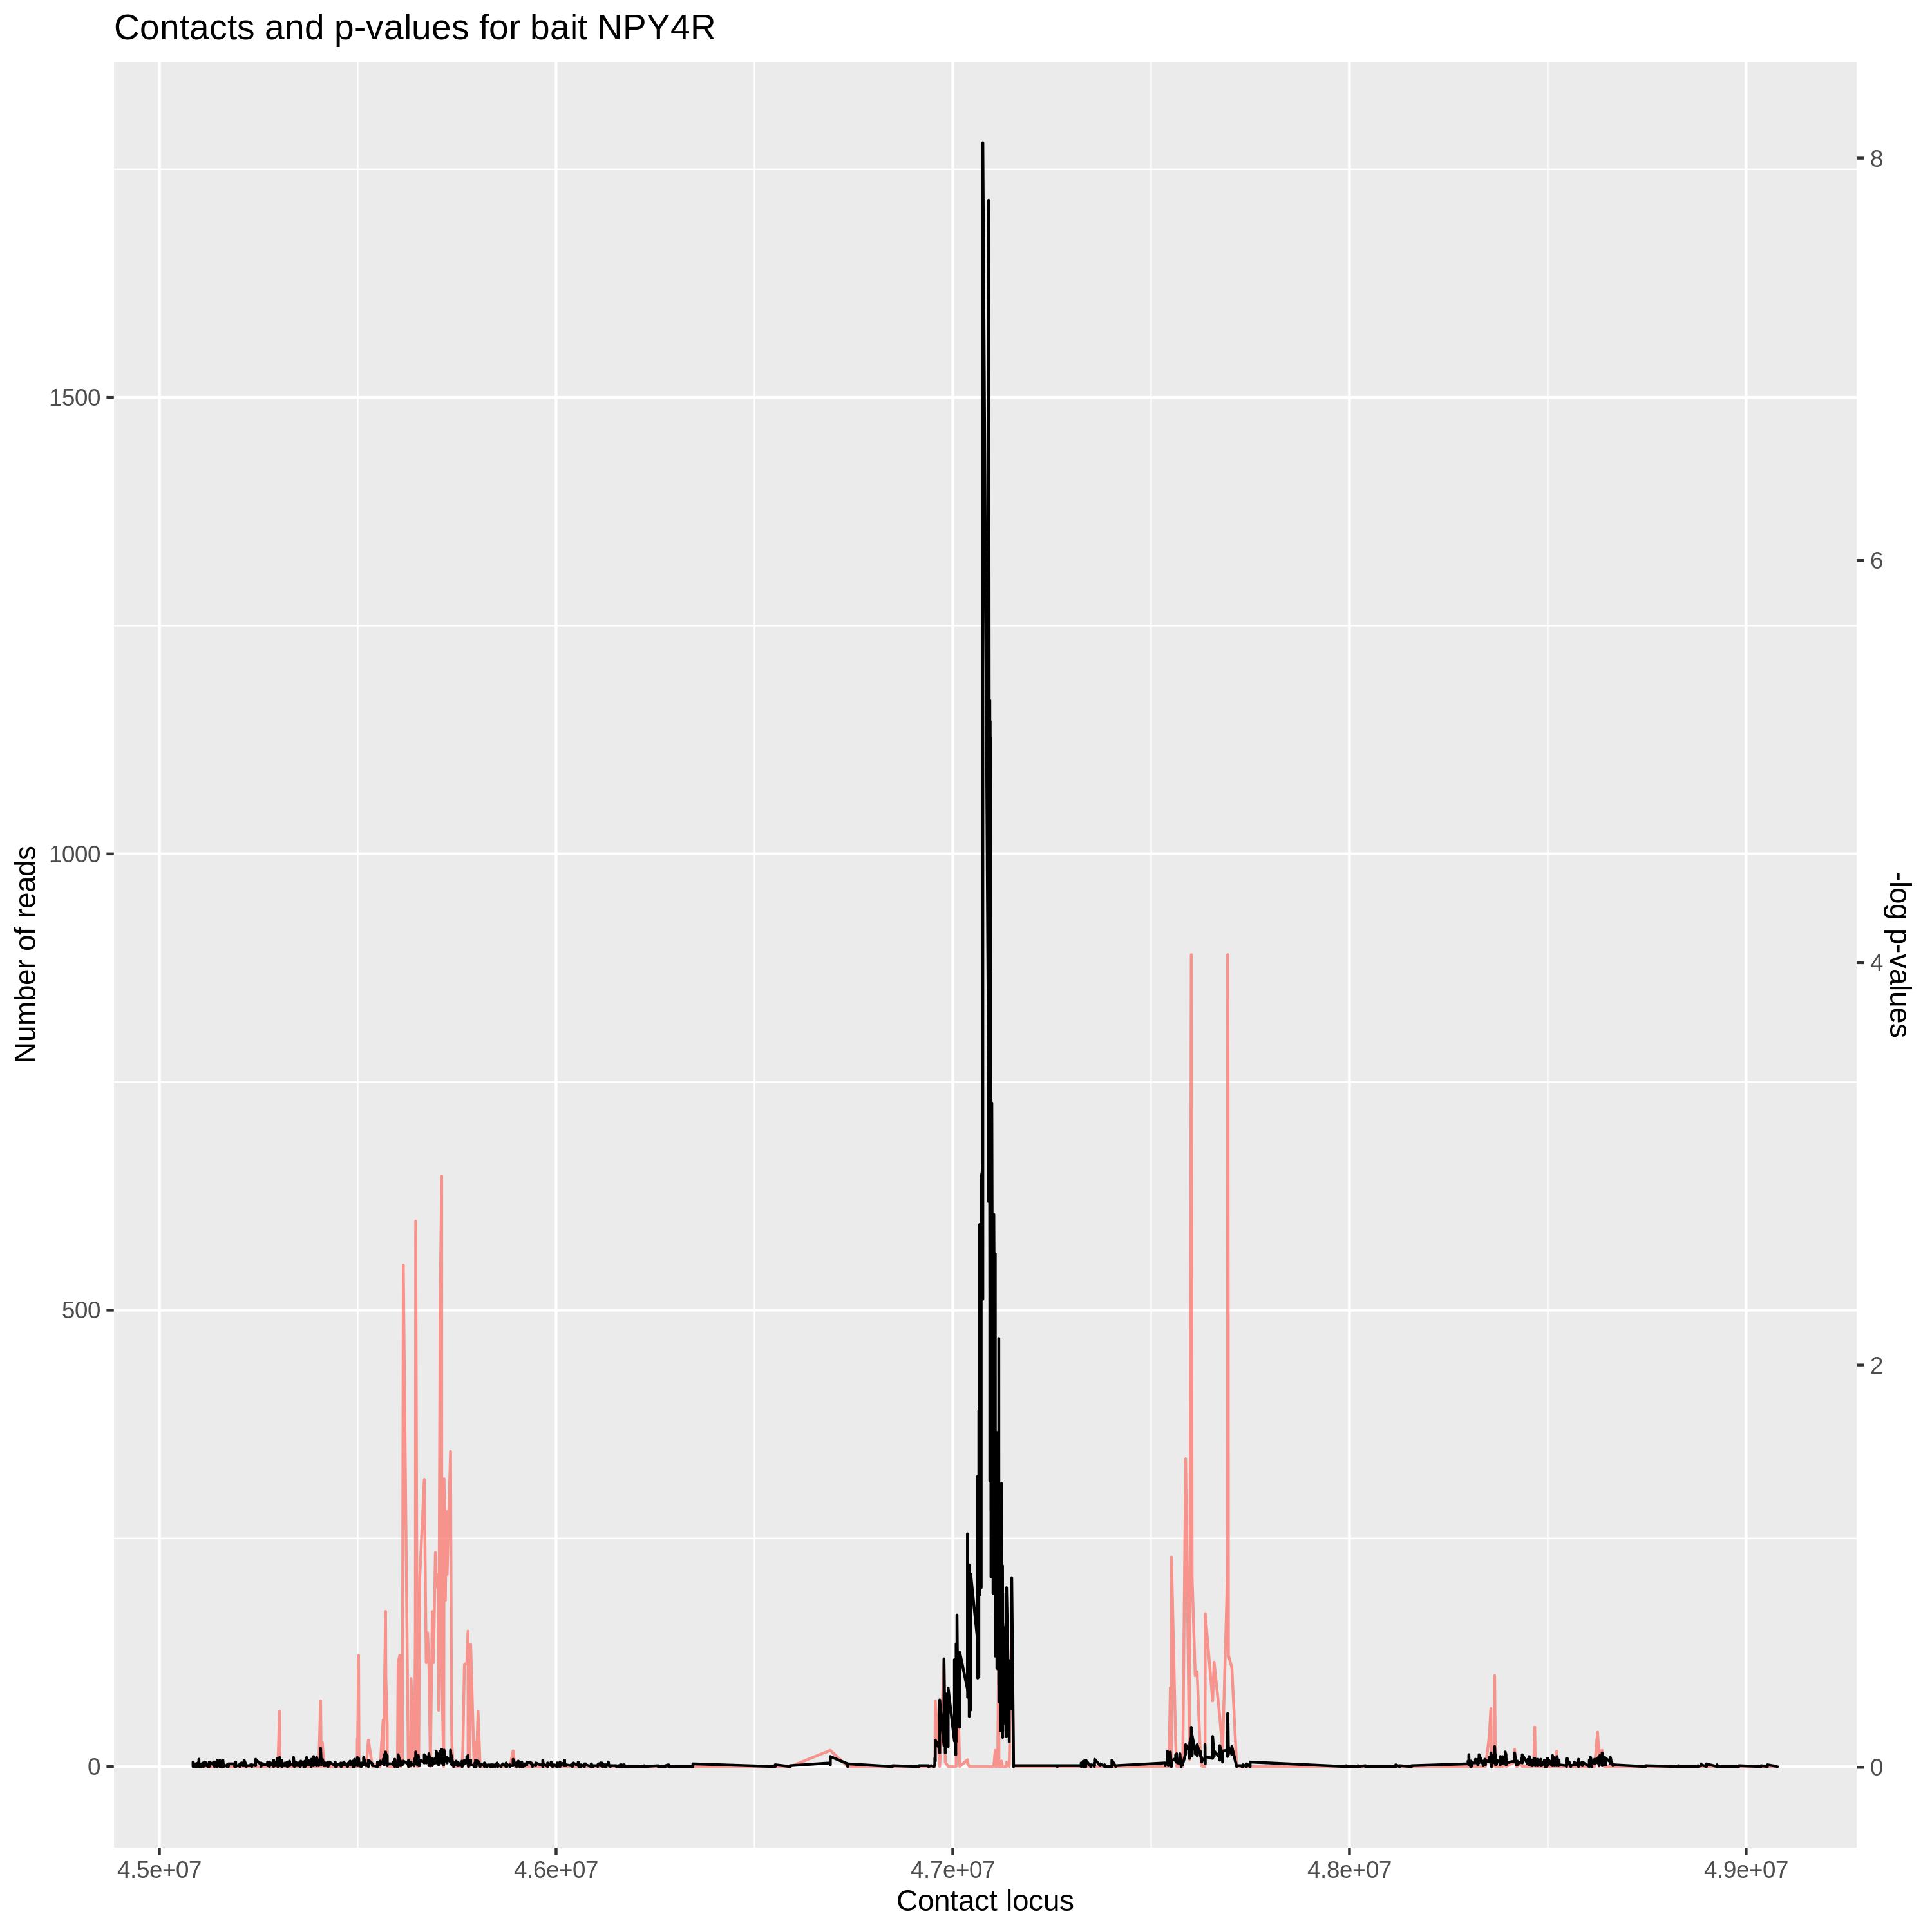 Contacts and p-values for bait NPY4R
Number of reads
1500
1000
500
0
8
6
4
2
0
-log p-values
4.5e+07 4.6e+07 4.7e+07 4.8e+07 4.9e+07
Contact locus